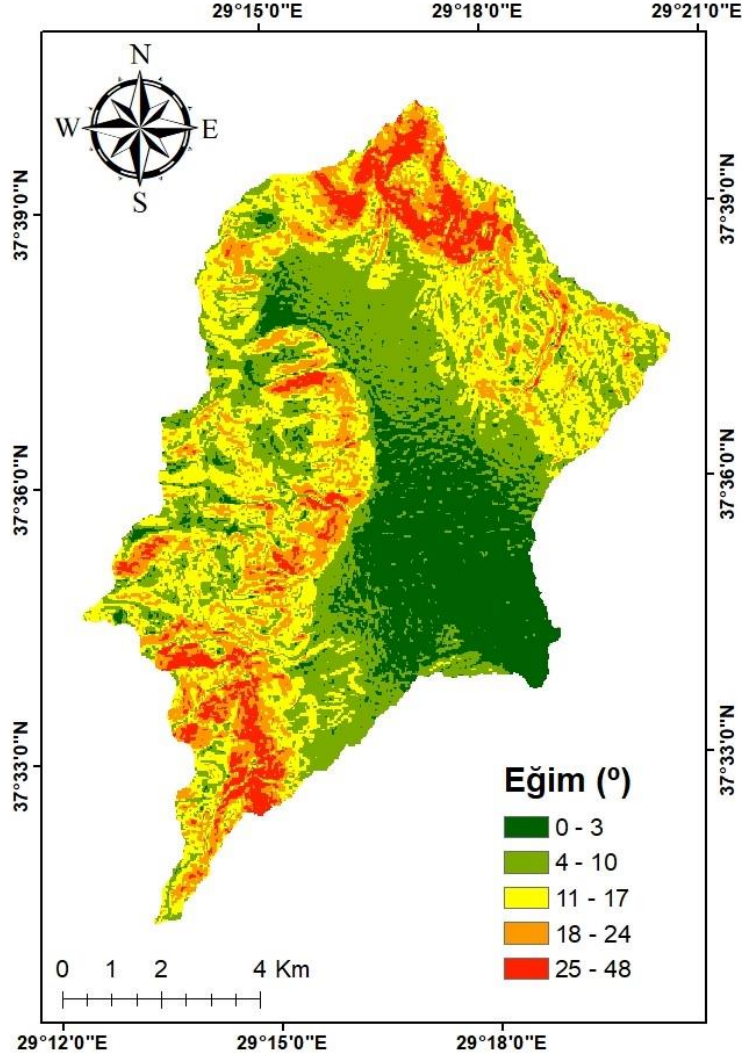 29°15'0"E 29°18'0"E 29°21'0"E
N
W E
S
37°39'0"N 37°39'0"N
37°36'0"N 37°36'0"N
37°33'0"N 37°33'0"N
Eğim (º)
0 - 3
4 - 10
11 - 17
18 - 24
25 - 48
0 1 2 4 Km
29°12'0"E 29°15'0"E 29°18'0"E